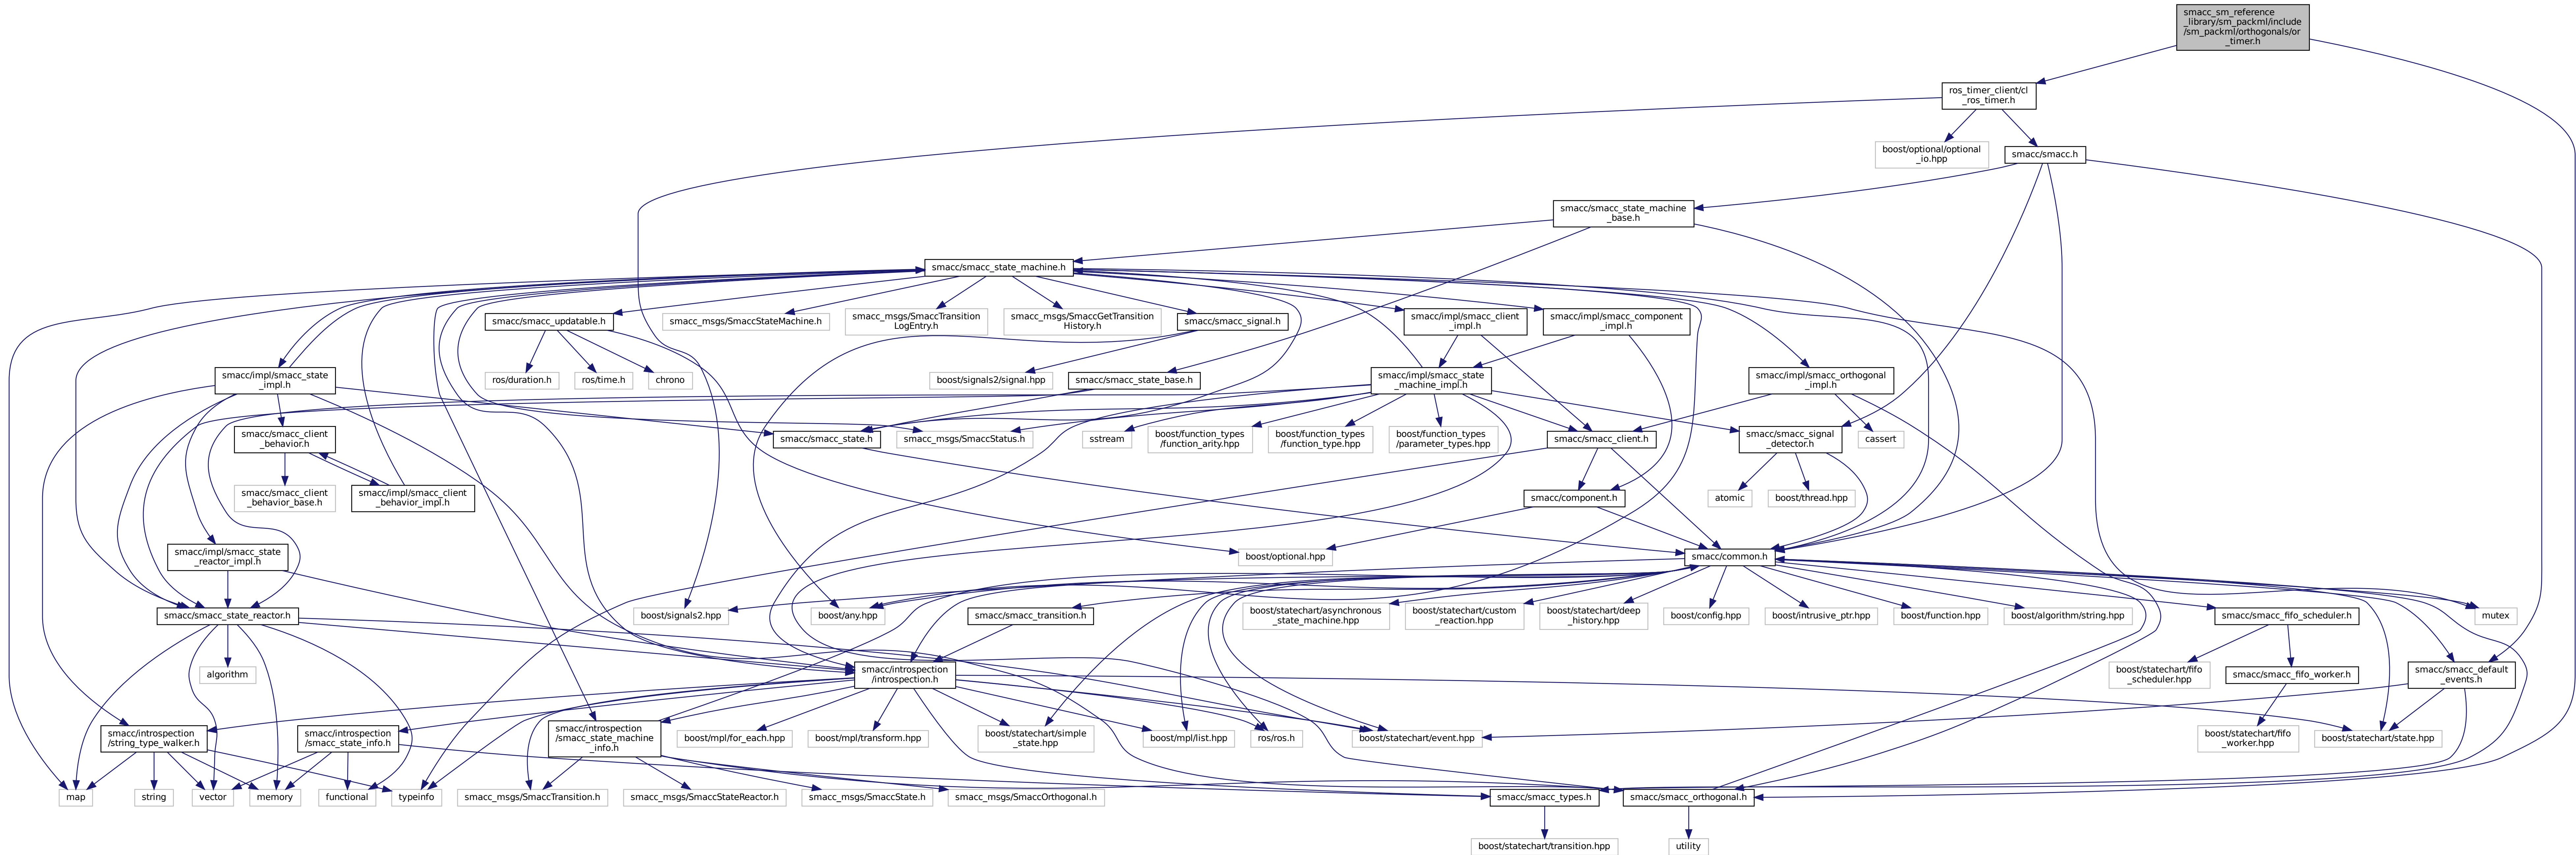 smacc_sm_reference
_library/sm_packml/include
/sm_packml/orthogonals/or
_timer.h
ros_timer_client/cl
_ros_timer.h
boost/optional/optional
_io.hpp
smacc/smacc.h
smacc/smacc_state_machine
_base.h
smacc/smacc_state_machine.h
smacc/smacc_updatable.h
smacc_msgs/SmaccStateMachine.h
smacc_msgs/SmaccTransition
LogEntry.h
smacc_msgs/SmaccGetTransition
History.h
smacc/smacc_signal.h
smacc/impl/smacc_client
_impl.h
smacc/impl/smacc_component
_impl.h
smacc/impl/smacc_state
_impl.h
ros/duration.h
ros/time.h
chrono
boost/signals2/signal.hpp
smacc/smacc_state_base.h
smacc/impl/smacc_state
_machine_impl.h
smacc/impl/smacc_orthogonal
_impl.h
smacc/smacc_client
_behavior.h
smacc/smacc_state.h
smacc_msgs/SmaccStatus.h
sstream
boost/function_types
/function_arity.hpp
boost/function_types
/function_type.hpp
boost/function_types
/parameter_types.hpp
smacc/smacc_client.h
smacc/smacc_signal
_detector.h
cassert
smacc/smacc_client
_behavior_base.h
smacc/impl/smacc_client
_behavior_impl.h
smacc/component.h
atomic
boost/thread.hpp
smacc/impl/smacc_state
_reactor_impl.h
boost/optional.hpp
smacc/common.h
smacc/smacc_state_reactor.h
boost/signals2.hpp
boost/any.hpp
smacc/smacc_transition.h
boost/statechart/asynchronous
_state_machine.hpp
boost/statechart/custom
_reaction.hpp
boost/statechart/deep
_history.hpp
boost/config.hpp
boost/intrusive_ptr.hpp
boost/function.hpp
boost/algorithm/string.hpp
smacc/smacc_fifo_scheduler.h
mutex
algorithm
smacc/introspection
/introspection.h
boost/statechart/fifo
_scheduler.hpp
smacc/smacc_fifo_worker.h
smacc/smacc_default
_events.h
smacc/introspection
/string_type_walker.h
smacc/introspection
/smacc_state_info.h
smacc/introspection
/smacc_state_machine
_info.h
boost/mpl/for_each.hpp
boost/mpl/transform.hpp
boost/statechart/simple
_state.hpp
boost/mpl/list.hpp
ros/ros.h
boost/statechart/event.hpp
boost/statechart/fifo
_worker.hpp
boost/statechart/state.hpp
map
string
vector
memory
functional
typeinfo
smacc_msgs/SmaccTransition.h
smacc_msgs/SmaccStateReactor.h
smacc_msgs/SmaccState.h
smacc_msgs/SmaccOrthogonal.h
smacc/smacc_types.h
smacc/smacc_orthogonal.h
boost/statechart/transition.hpp
utility